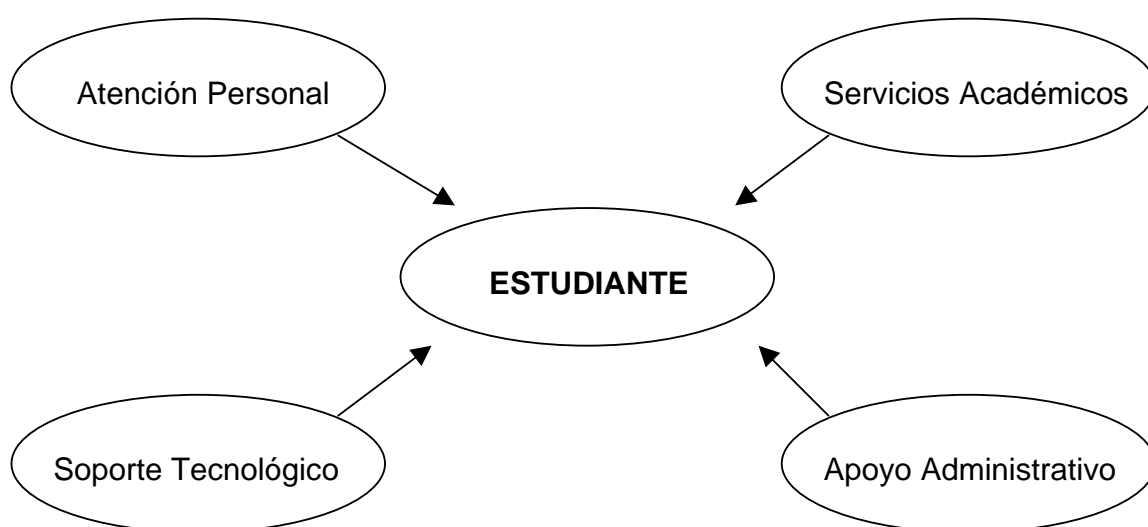 Atención Personal
Servicios Académicos
ESTUDIANTE
Soporte Tecnológico
Apoyo Administrativo